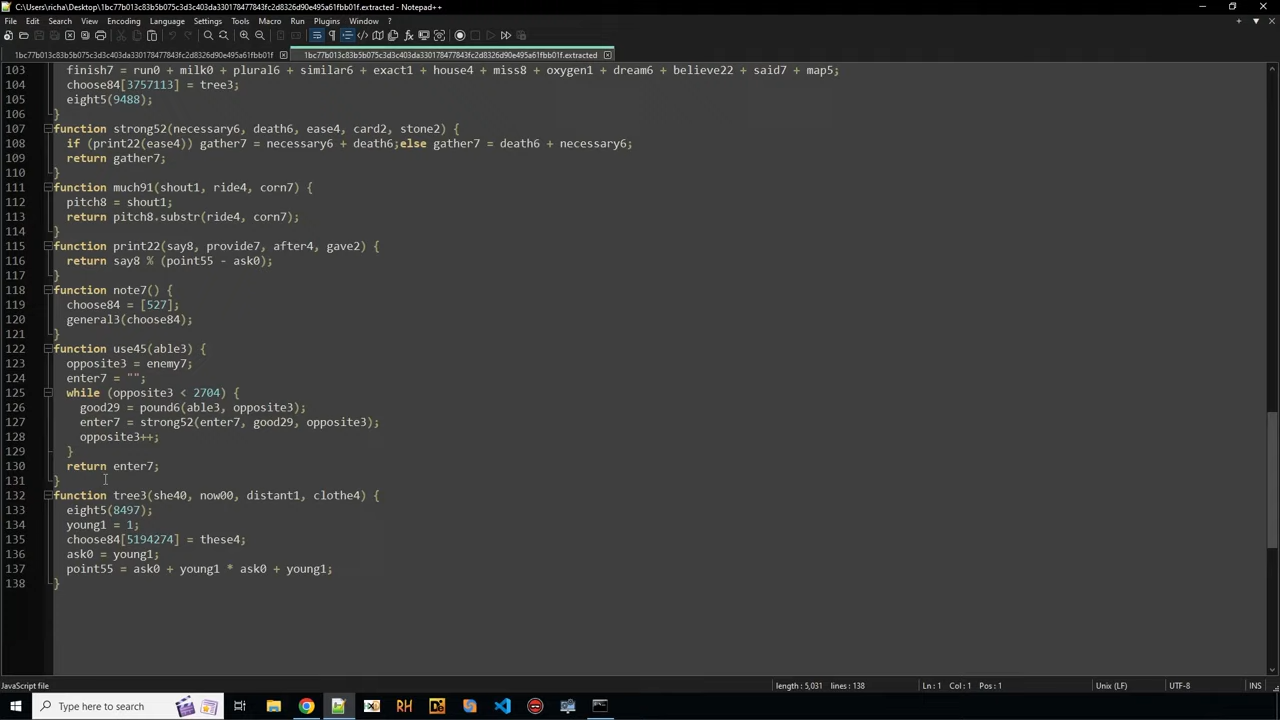 C:\Users\richa\Desktop\1bc77b013c83b5b075c3d3c403da330178477843fc2d8326d90e495a61fbb01f.extracted - Notepad++
File Edit Search View Encoding Language Settings Tools Macro Run Plugins Window ?
1bc77b013c83b5b075c3d3c403da330178477843fc2d8326f20e495a61fbb01f 1bc77b013c83b5b075c3d3c403da330178477843fc2d8326f20e495a61fbb01f.extracted
103 finish7 = run0 + milk0 + plural6 + similar6 + exact1 + house4 + miss8 + oxygen1 + dream6 + believe22 + said7 + map5;
104 choose84[3757113] = tree3;
105 eight5(9488);
106 }
107 function strong52(necessary6, death6, ease4, card2, stone2) {
108 if (print22(ease4)) gather7 = necessary6 + death6;else gather7 = death6 + necessary6;
109 return gather7;
110 }
111 function much91(shout1, ride4, corn7) {
112 pitch8 = shout1;
113 return pitch8.substr(ride4, corn7);
114 }
115 function print22(say8, provide7, after4, gave2) {
116 return say8 % (point55 - ask0);
117 }
118 function note7() {
119 choose84 = [527];
120 general3(choose84);
121 }
122 function use45(able3) {
123 opposite3 = enemy7;
124 enter7 = "";
125 while (opposite3 < 2704) {
126 good29 = pound6(able3, opposite3);
127 enter7 = strong52(enter7, good29, opposite3);
128 opposite3++;
129 }
130 return enter7;
131 }
132 function tree3(she40, now00, distant1, clothe4) {
133 eight5(8497);
134 young1 = 1;
135 choose84[5194274] = these4;
136 ask0 = young1;
137 point55 = ask0 + young1 * ask0 + young1;
138 }
JavaScript file length : 5,031 lines : 138 Ln : 1 Col : 1 Pos : 1 Unix (LF) UTF-8 INS
Type here to search RH